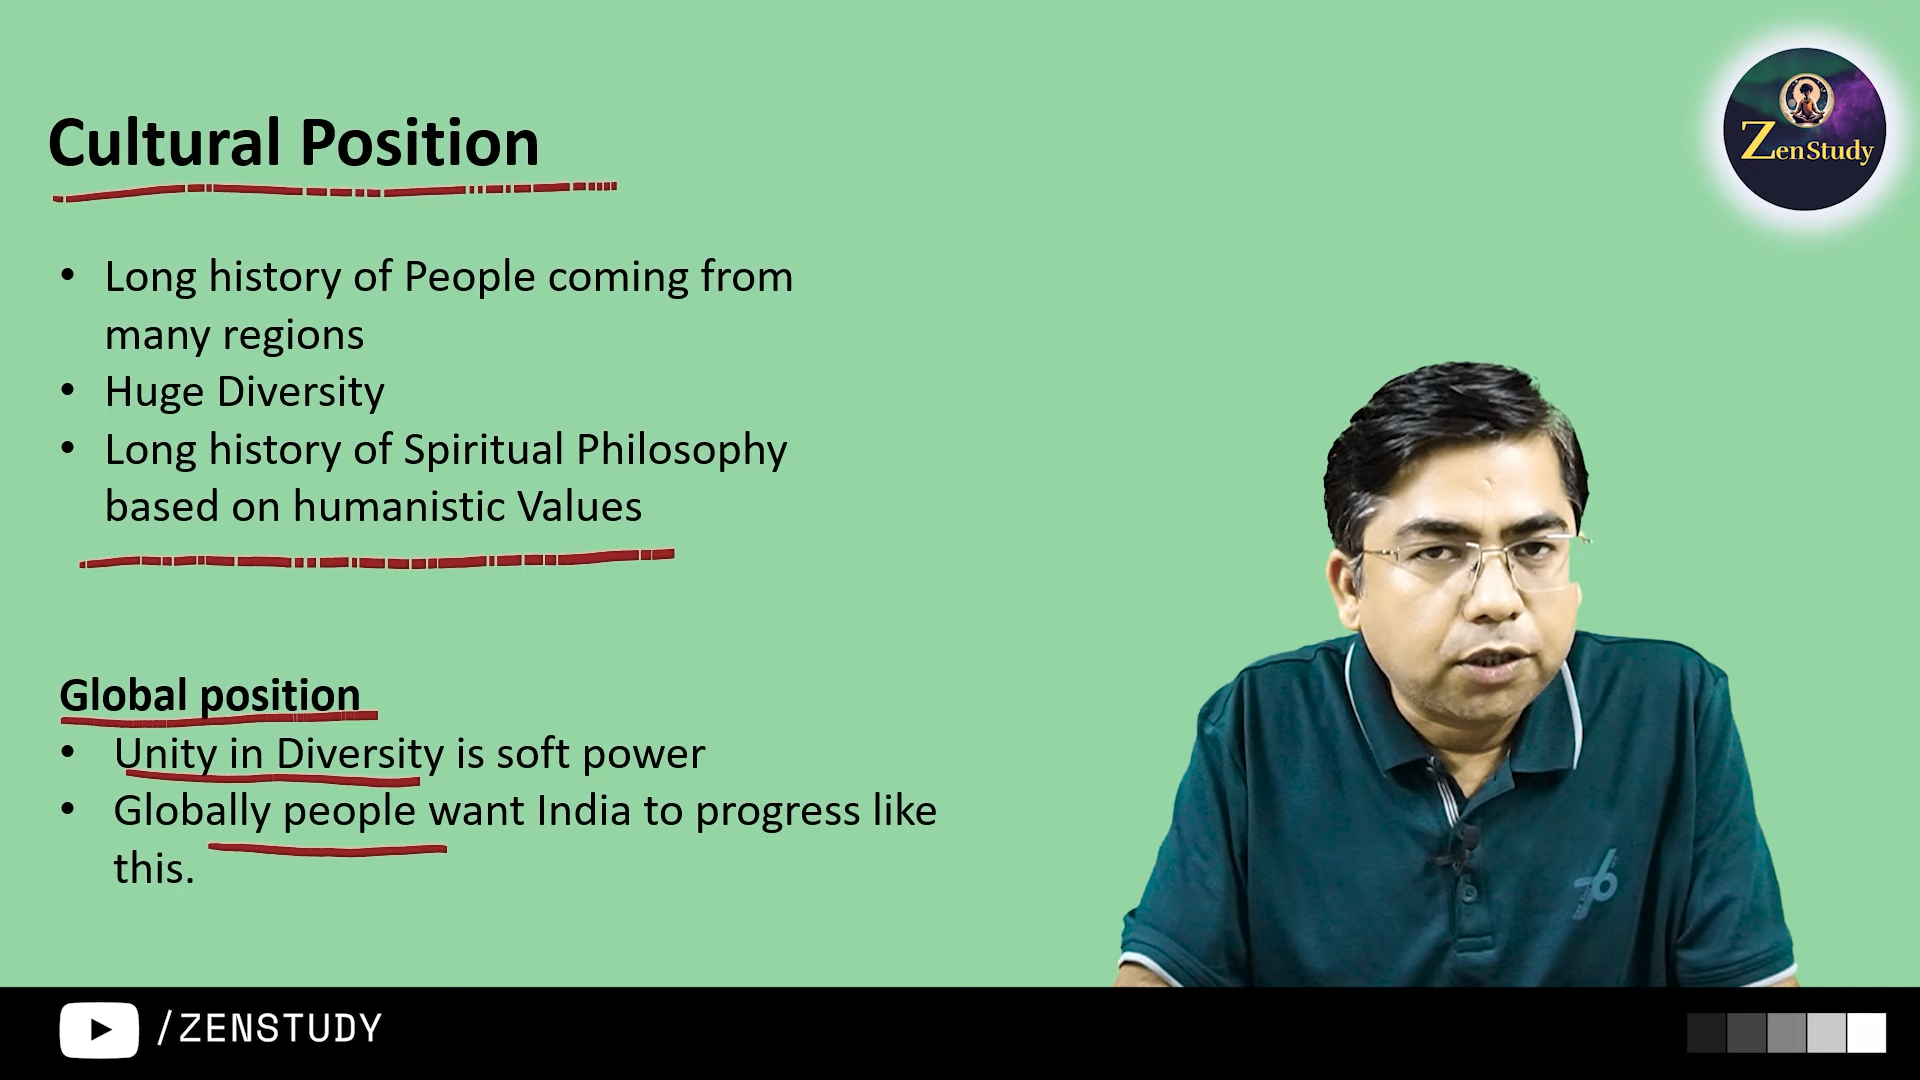 Cultural Position
ZenStudy
• Long history of People coming from
many regions
• Huge Diversity
• Long history of Spiritual Philosophy
based on humanistic Values
Global position
• Unity in Diversity is soft power
• Globally people want India to progress like
this.
/ZENSTUDY